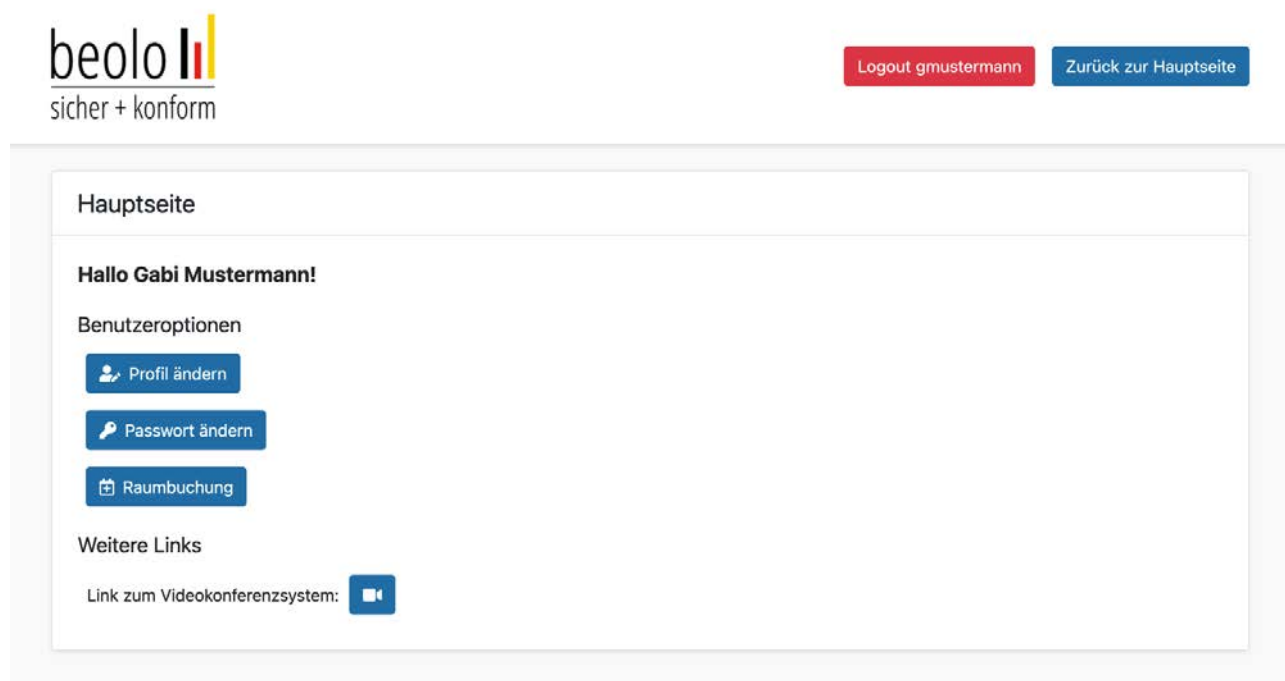 beolo
sicher + konform
Logout gmustermann
Zurück zur Hauptseite
Hauptseite
Hallo Gabi Mustermann!
Benutzeroptionen
Profil ändern
Passwort ändern
Raumbuchung
Weitere Links
Link zum Videokonferenzsystem: